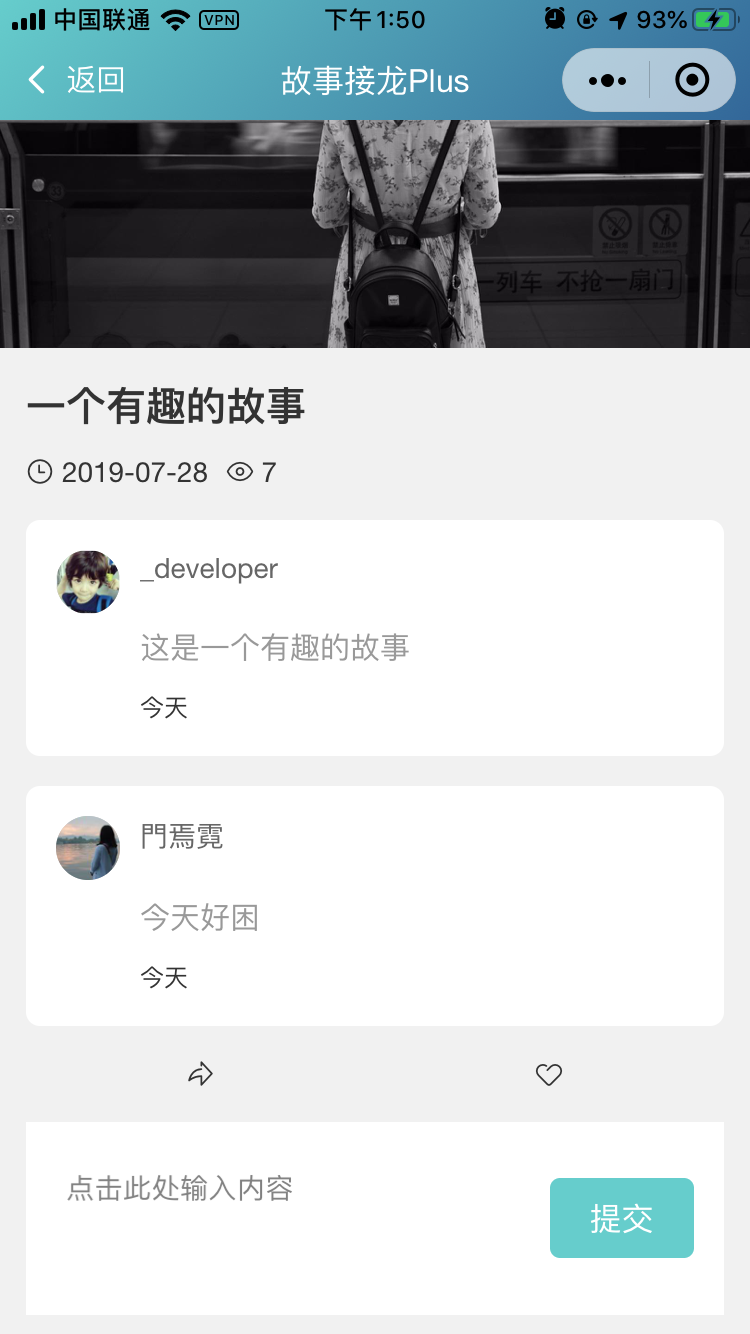 中国联通 VPN 下午1:50 93%
返回 故事接龙Plus
一列车 不抢一扇门
一个有趣的故事
2019-07-28 7
_developer
这是一个有趣的故事
今天
門焉霓
今天好困
今天
点击此处输入内容
提交